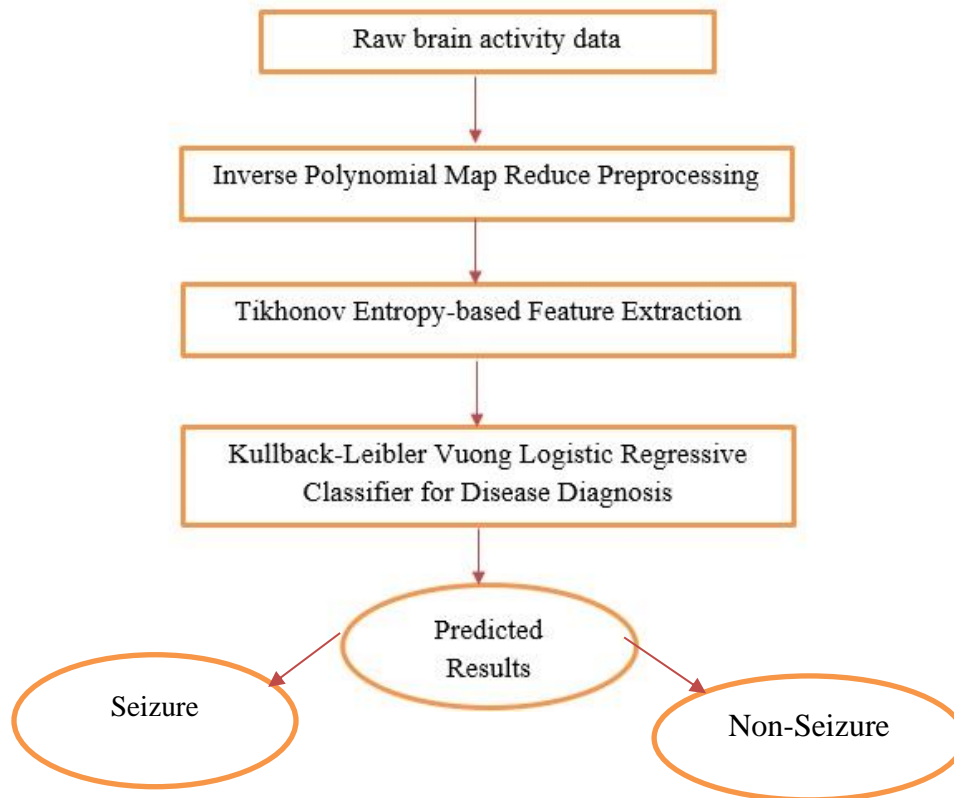 Raw brain activity data
Inverse Polynomial Map Reduce Preprocessing
Tikhonov Entropy-based Feature Extraction
Kullback-Leibler Vuong Logistic Regressive
Classifier for Disease Diagnosis
Predicted
Results
Seizure
Non-Seizure